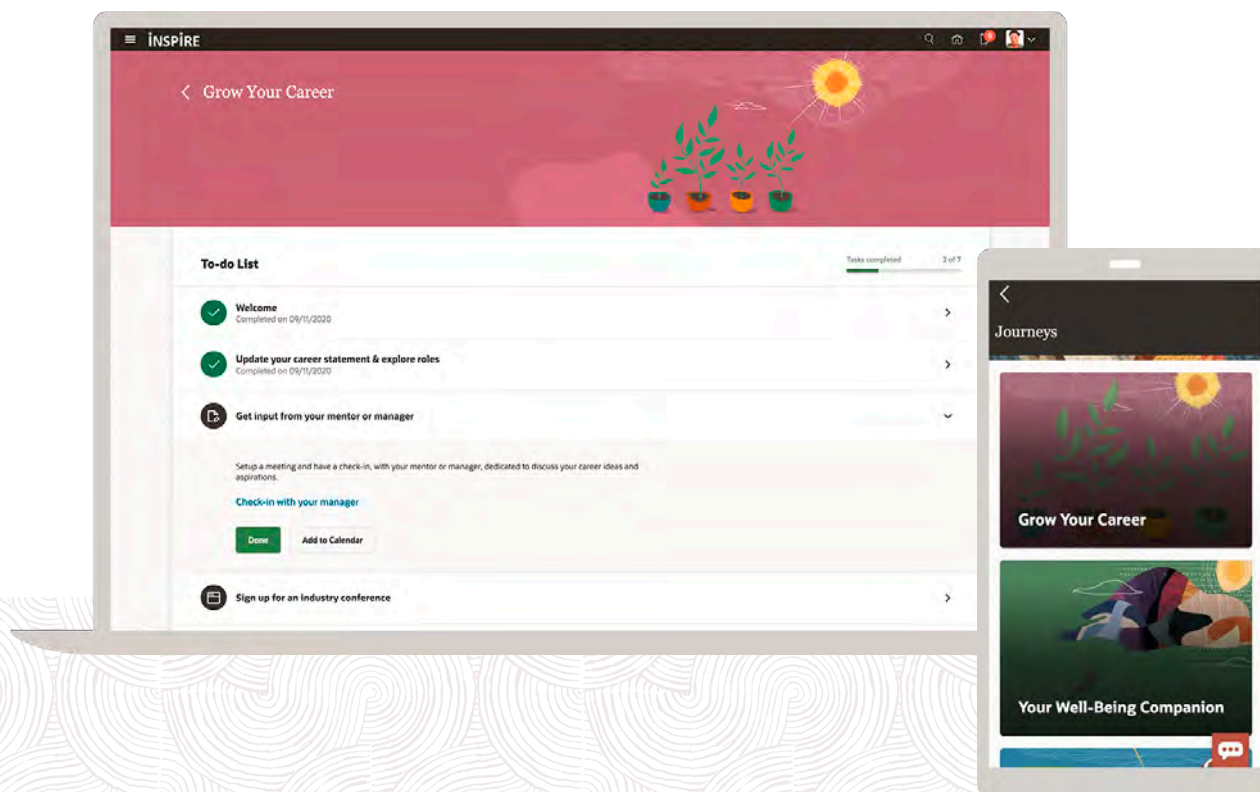 iNSPiRE
Grow Your Career
To-do List
Tasks completed 2 of 7
Welcome
Completed on 09/11/2020
Update your career statement & explore roles
Completed on 09/11/2020
Get input from your mentor or manager
Setup a meeting and have a check-in, with your mentor or manager, dedicated to discuss your career ideas and
aspirations.
Check-in with your manager
Done Add to Calendar
Sign up for an industry conference
Journeys
Grow Your Career
Your Well-Being Companion